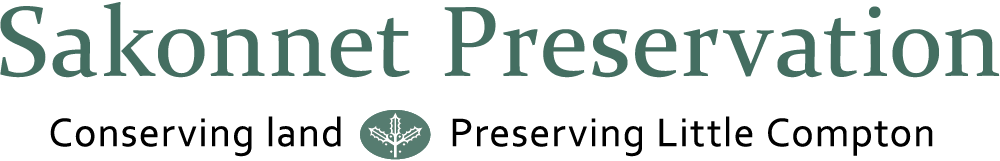 Sakonnet Preservation
Conserving land Preserving Little Compton